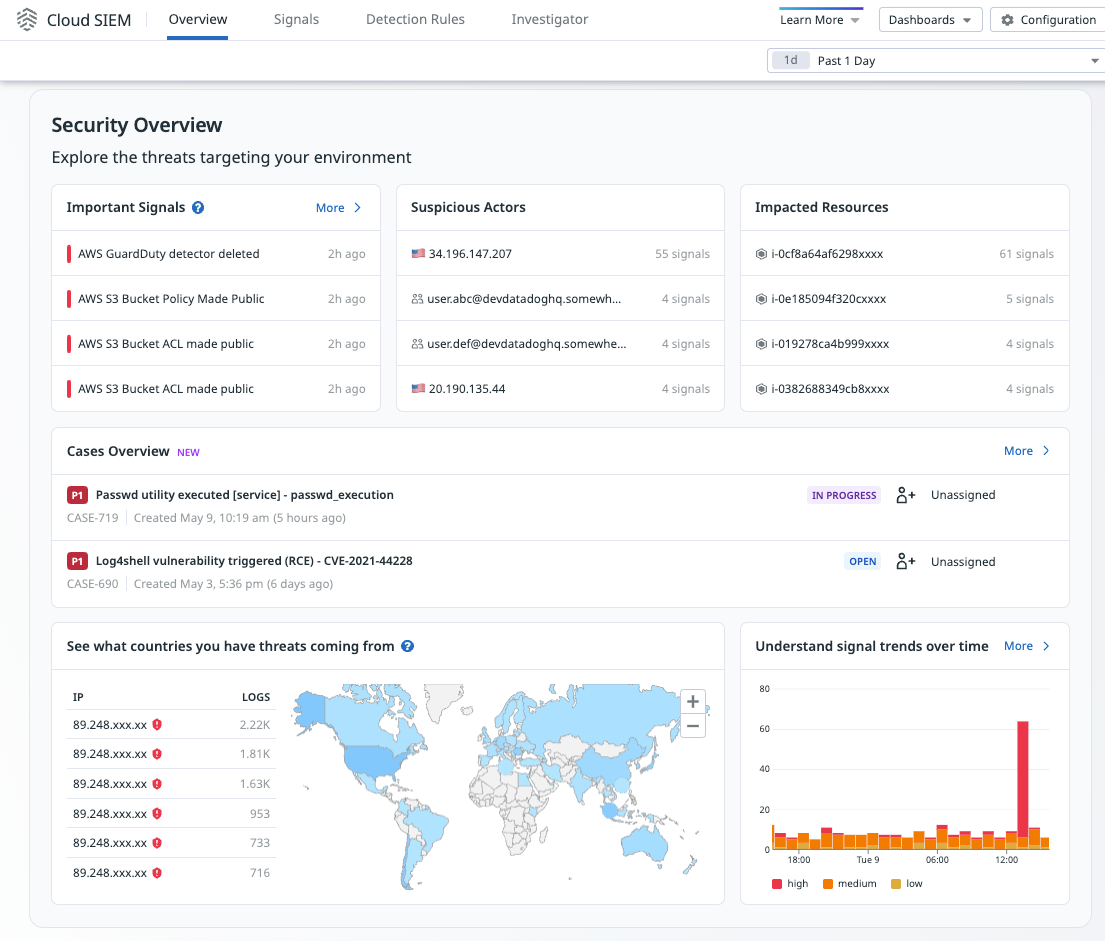 Cloud SIEM Overview Signals Detection Rules Investigator Learn More Dashboards Configuration
1d Past 1 Day
Security Overview
Explore the threats targeting your environment
Important Signals ? More
AWS GuardDuty detector deleted 2h ago
AWS S3 Bucket Policy Made Public 2h ago
AWS S3 Bucket ACL made public 2h ago
AWS S3 Bucket ACL made public 2h ago
Suspicious Actors
34.196.147.207 55 signals
user.abc@devdatadoghq.somewh... 4 signals
user.def@devdatadoghq.somewhe... 4 signals
20.190.135.44 4 signals
Impacted Resources
i-0cf8a64af6298xxxx 61 signals
i-0e185094f320cxxxx 5 signals
i-019278ca4b999xxxx 4 signals
i-0382688349cb8xxxx 4 signals
Cases Overview NEW More
P1 Passwd utility executed [service] - passwd_execution IN PROGRESS Unassigned
CASE-719 Created May 9, 10:19 am (5 hours ago)
P1 Log4shell vulnerability triggered (RCE) - CVE-2021-44228 OPEN Unassigned
CASE-690 Created May 3, 5:36 pm (6 days ago)
See what countries you have threats coming from ?
IP LOGS
89.248.xxx.xx 2.22K
89.248.xxx.xx 1.81K
89.248.xxx.xx 1.63K
89.248.xxx.xx 953
89.248.xxx.xx 733
89.248.xxx.xx 716
+
−
Understand signal trends over time More
80
60
40
20
0
18:00 Tue 9 06:00 12:00
high medium low